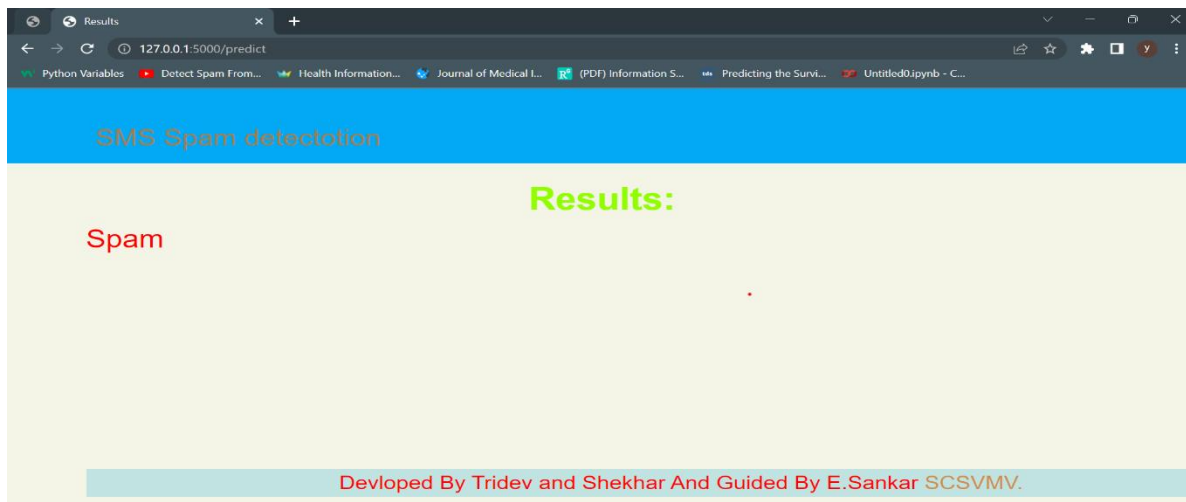 Results
127.0.0.1:5000/predict
Python Variables Detect Spam From... Health Information... Journal of Medical I... (PDF) Information S... Predicting the Survi... Untitled0.ipynb - C...
SMS Spam detectotion
Results:
Spam
Devloped By Tridev and Shekhar And Guided By E.Sankar SCSVMV.